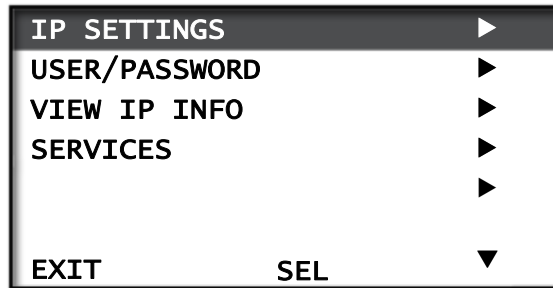 IP SETTINGS ▶
USER/PASSWORD ▶
VIEW IP INFO ▶
SERVICES ▶
▶
EXIT SEL ▼